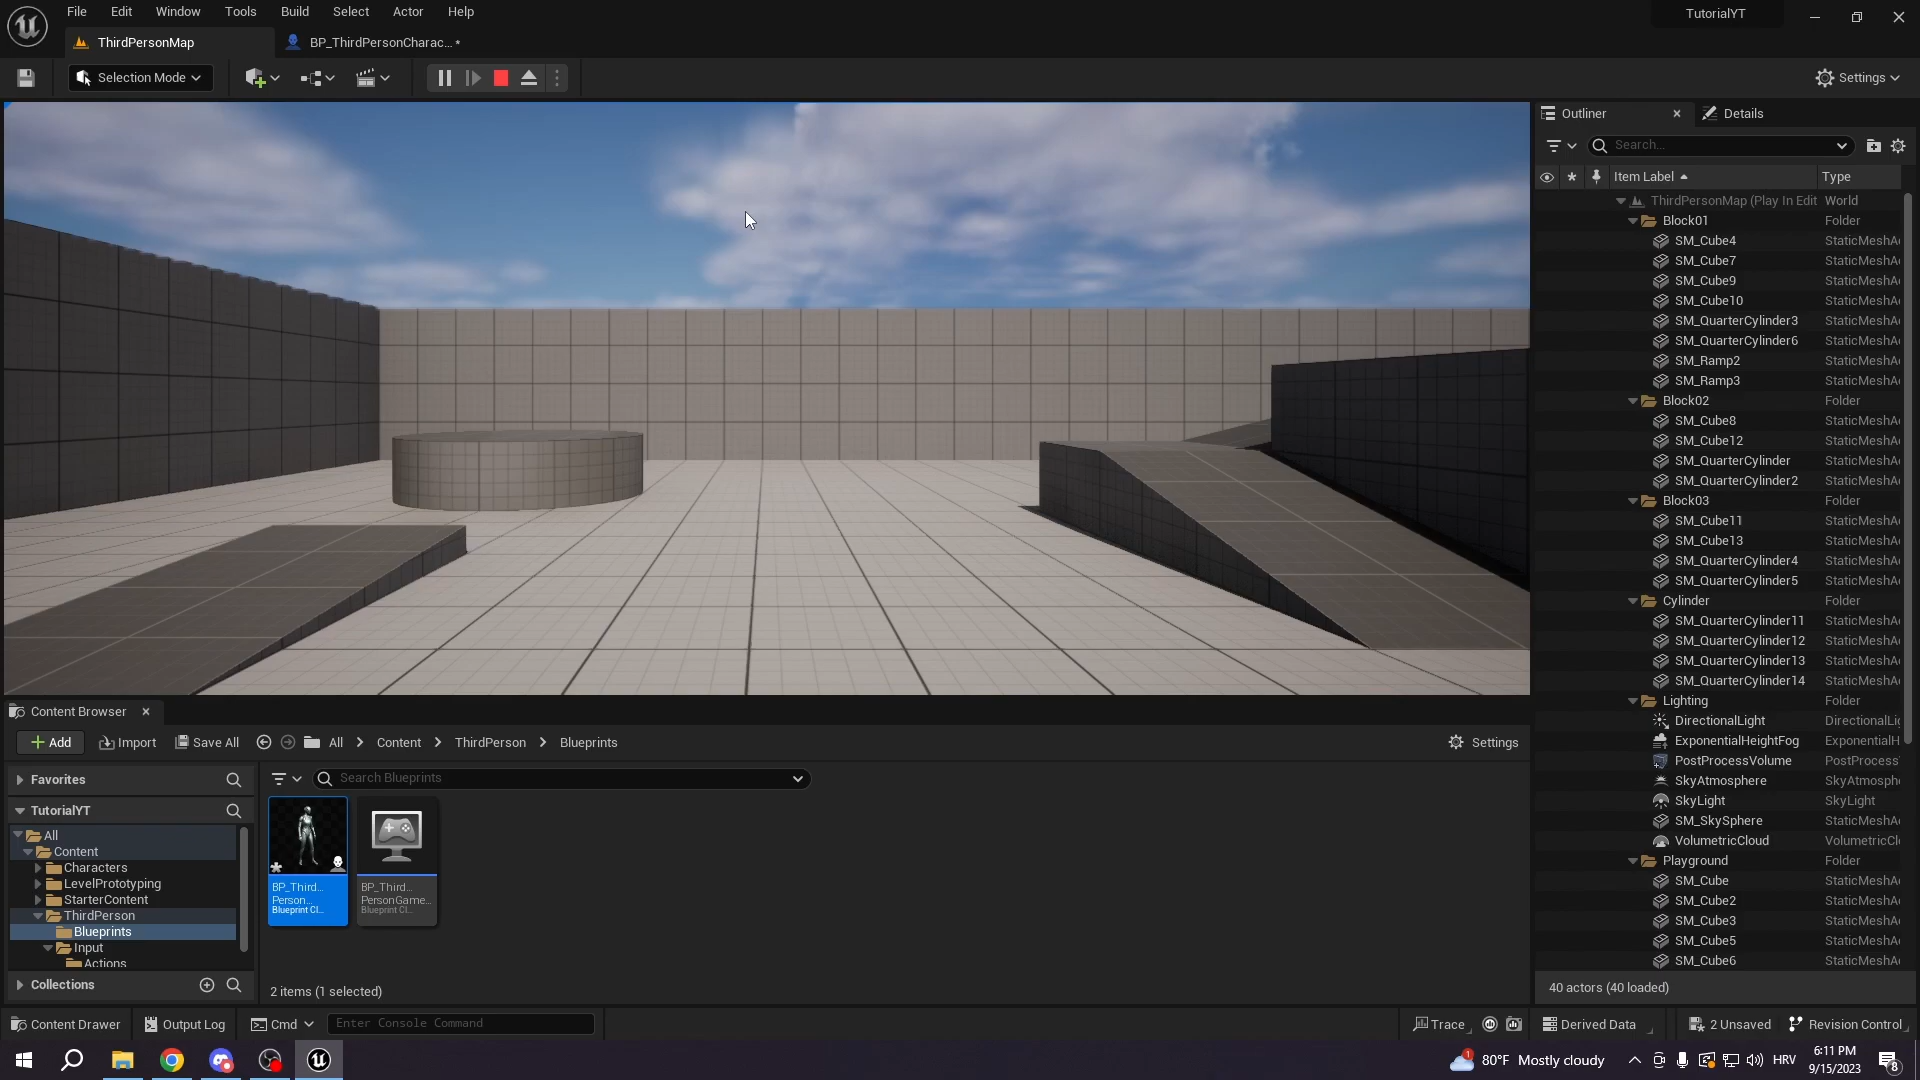 File Edit Window Tools Build Select Actor Help
TutorialYT
ThirdPersonMap
BP_ThirdPersonCharac... *
Selection Mode
Settings
Outliner
Details
Search...
Item Label
Type
ThirdPersonMap (Play In Edit World
Block01 Folder
SM_Cube4 StaticMeshA
SM_Cube7 StaticMeshA
SM_Cube9 StaticMeshA
SM_Cube10 StaticMeshA
SM_QuarterCylinder3 StaticMeshA
SM_QuarterCylinder6 StaticMeshA
SM_Ramp2 StaticMeshA
SM_Ramp3 StaticMeshA
Block02 Folder
SM_Cube8 StaticMeshA
SM_Cube12 StaticMeshA
SM_QuarterCylinder StaticMeshA
SM_QuarterCylinder2 StaticMeshA
Block03 Folder
SM_Cube11 StaticMeshA
SM_Cube13 StaticMeshA
SM_QuarterCylinder4 StaticMeshA
SM_QuarterCylinder5 StaticMeshA
Cylinder Folder
SM_QuarterCylinder11 StaticMeshA
SM_QuarterCylinder12 StaticMeshA
SM_QuarterCylinder13 StaticMeshA
SM_QuarterCylinder14 StaticMeshA
Lighting Folder
DirectionalLight DirectionalLi
ExponentialHeightFog ExponentialH
PostProcessVolume PostProcess
SkyAtmosphere SkyAtmosph
SkyLight SkyLight
SM_SkySphere StaticMeshA
VolumetricCloud VolumetricCl
Playground Folder
SM_Cube StaticMeshA
SM_Cube2 StaticMeshA
SM_Cube3 StaticMeshA
SM_Cube5 StaticMeshA
SM_Cube6 StaticMeshA
40 actors (40 loaded)
Content Browser
Add Import Save All All Content ThirdPerson Blueprints Settings
Favorites
Search Blueprints
TutorialYT
All
Content
Characters
LevelPrototyping
StarterContent
ThirdPerson
Blueprints
Input
Actions
Collections
BP_Third...
Person...
Blueprint Cl...
BP_Third...
PersonGame...
Blueprint Cl...
2 items (1 selected)
Content Drawer Output Log Cmd Enter Console Command Trace Derived Data 2 Unsaved Revision Control
1
80°F Mostly cloudy
HRV
6:11 PM
9/15/2023
8